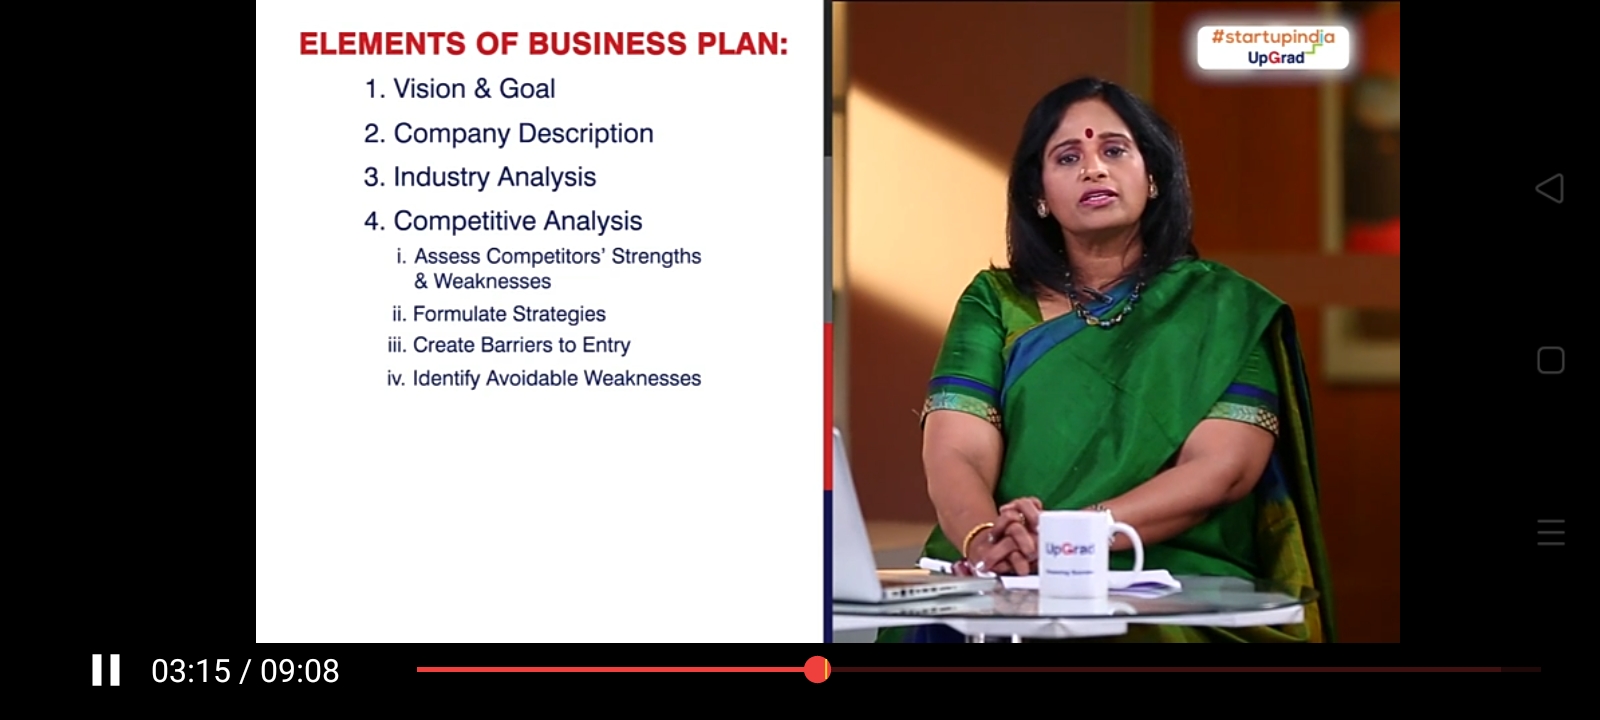 ELEMENTS OF BUSINESS PLAN:
1. Vision & Goal
2. Company Description
3. Industry Analysis
4. Competitive Analysis
i. Assess Competitors' Strengths
& Weaknesses
ii. Formulate Strategies
iii. Create Barriers to Entry
iv. Identify Avoidable Weaknesses
#startupindia
UpGrad
UpGrad
03:15 / 09:08